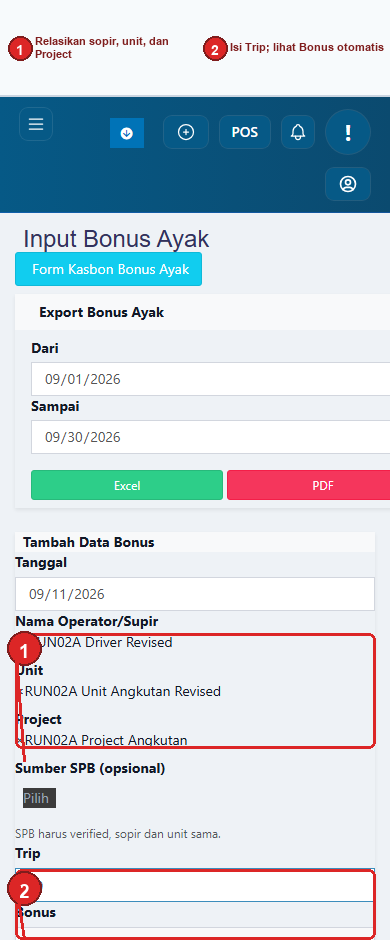 1 Relasikan sopir, unit, dan
Project
2 Isi Trip; lihat Bonus otomatis
POS
!
Input Bonus Ayak
Form Kasbon Bonus Ayak
Export Bonus Ayak
Dari
09/01/2026
Sampai
09/30/2026
Excel
PDF
Tambah Data Bonus
Tanggal
09/11/2026
Nama Operator/Supir
Driver Revised
1
Unit
×RUN02A Unit Angkutan Revised
Project
RUN02A Project Angkutan
Sumber SPB (opsional)
Pilih
SPB harus verified, sopir dan unit sama.
Trip
2
Bonus